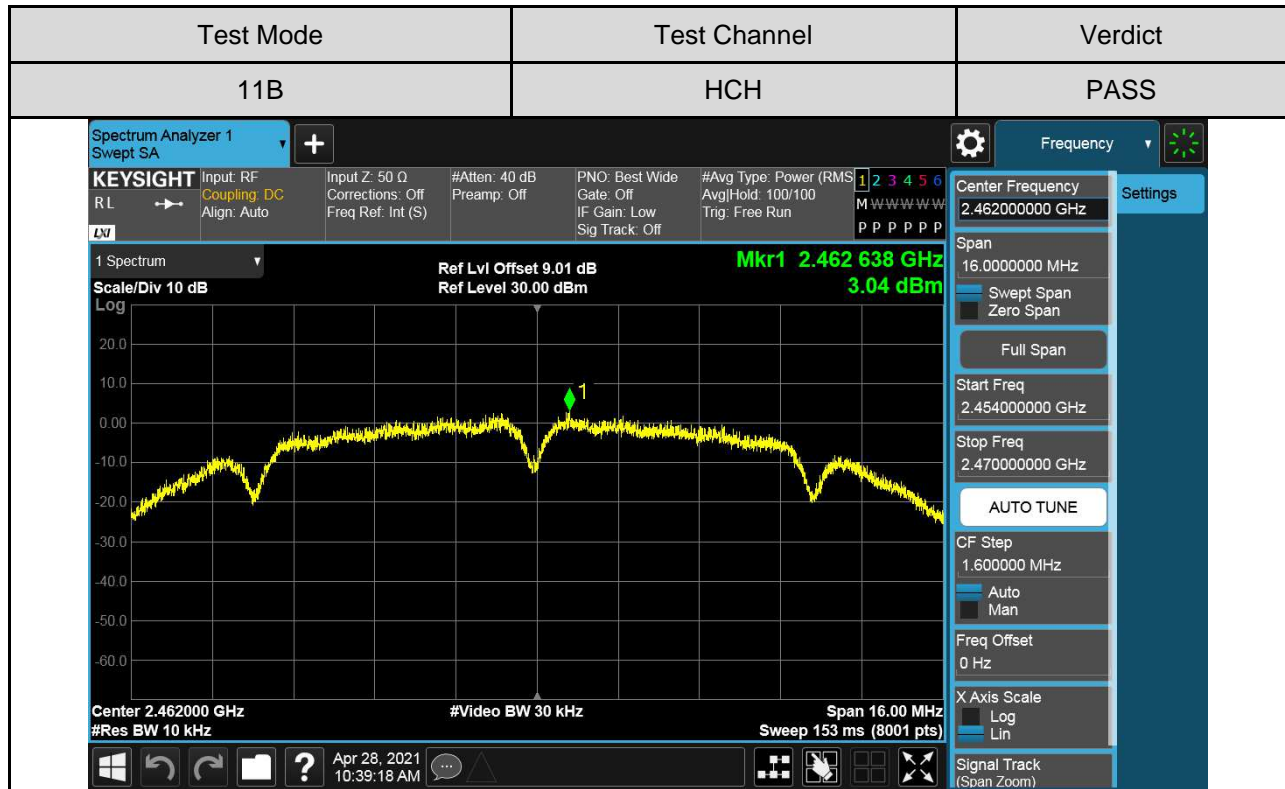 Test Mode Test Channel Verdict
11B HCH PASS
Spectrum Analyzer 1
Swept SA
+
Frequency
KEYSIGHT
RL
LXI
Input: RF
Coupling: DC
Align: Auto
Input Z: 50 Ω
Corrections: Off
Freq Ref: Int (S)
#Atten: 40 dB
Preamp: Off
PNO: Best Wide
Gate: Off
IF Gain: Low
Sig Track: Off
#Avg Type: Power (RMS
Avg|Hold: 100/100
Trig: Free Run
1 2 3 4 5 6
M W W W W W
P P P P P P
1 Spectrum
Scale/Div 10 dB
Ref Lvl Offset 9.01 dB
Ref Level 30.00 dBm
Mkr1 2.462 638 GHz
3.04 dBm
Log
20.0
10.0
0.00
-10.0
-20.0
-30.0
-40.0
-50.0
-60.0
1
Center 2.462000 GHz
#Res BW 10 kHz
#Video BW 30 kHz
Span 16.00 MHz
Sweep 153 ms (8001 pts)
?
Apr 28, 2021
10:39:18 AM
Center Frequency
2.462000000 GHz
Settings
Span
16.0000000 MHz
Swept Span
Zero Span
Full Span
Start Freq
2.454000000 GHz
Stop Freq
2.470000000 GHz
AUTO TUNE
CF Step
1.600000 MHz
Auto
Man
Freq Offset
0 Hz
X Axis Scale
Log
Lin
Signal Track
(Span Zoom)